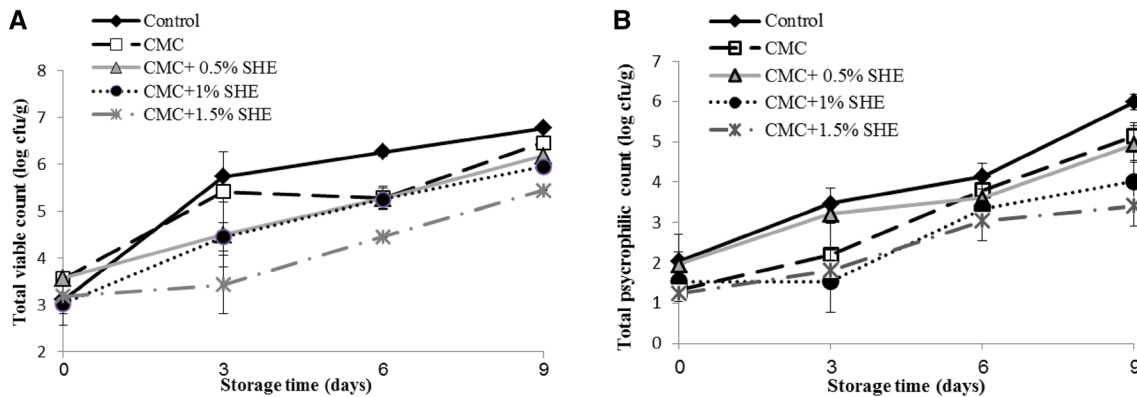 A
Control
CMC
CMC+ 0.5% SHE
CMC+1% SHE
CMC+1.5% SHE
Total viable count (log cfu/g)
8
7
6
5
4
3
2
0
3
6
9
Storage time (days)
B
Control
CMC
CMC+ 0.5% SHE
CMC+1% SHE
CMC+1.5% SHE
Total psycrophilic count (log cfu/g)
7
6
5
4
3
2
1
0
0
3
6
9
Storage time (days)